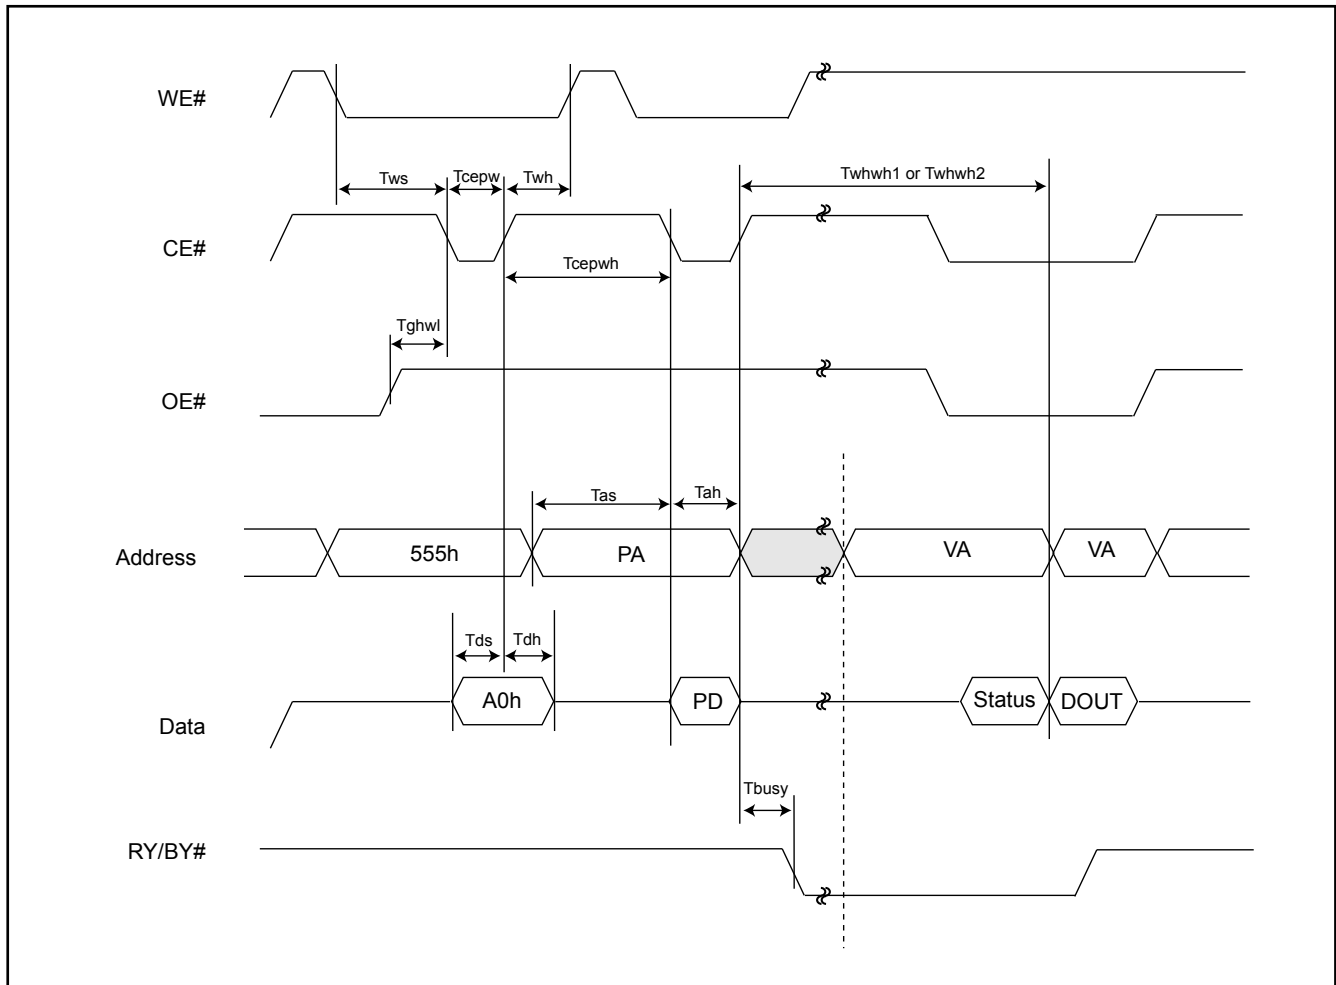 WE#
Tws
Tcepw
Twh
Twhwh1 or Twhwh2
CE#
Tcepwh
Tghwl
OE#
Tas
Tah
Address
555h
PA
VA
VA
Tds
Tdh
Data
A0h
PD
Status
DOUT
Tbusy
RY/BY#